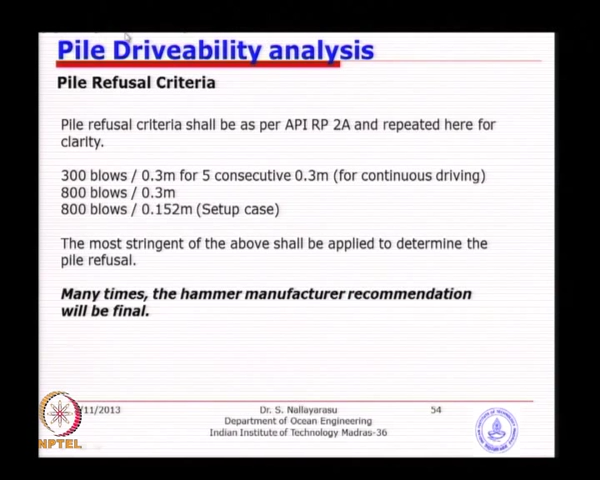 Pile Driveability analysis
Pile Refusal Criteria
Pile refusal criteria shall be as per API RP 2A and repeated here for
clarity.
300 blows / 0.3m for 5 consecutive 0.3m (for continuous driving)
800 blows / 0.3m
800 blows / 0.152m (Setup case)
The most stringent of the above shall be applied to determine the
pile refusal.
Many times, the hammer manufacturer recommendation
will be final.
/11/2013
Dr. S. Nallayarasu
54
Department of Ocean Engineering
Indian Institute of Technology Madras-36
NPTEL